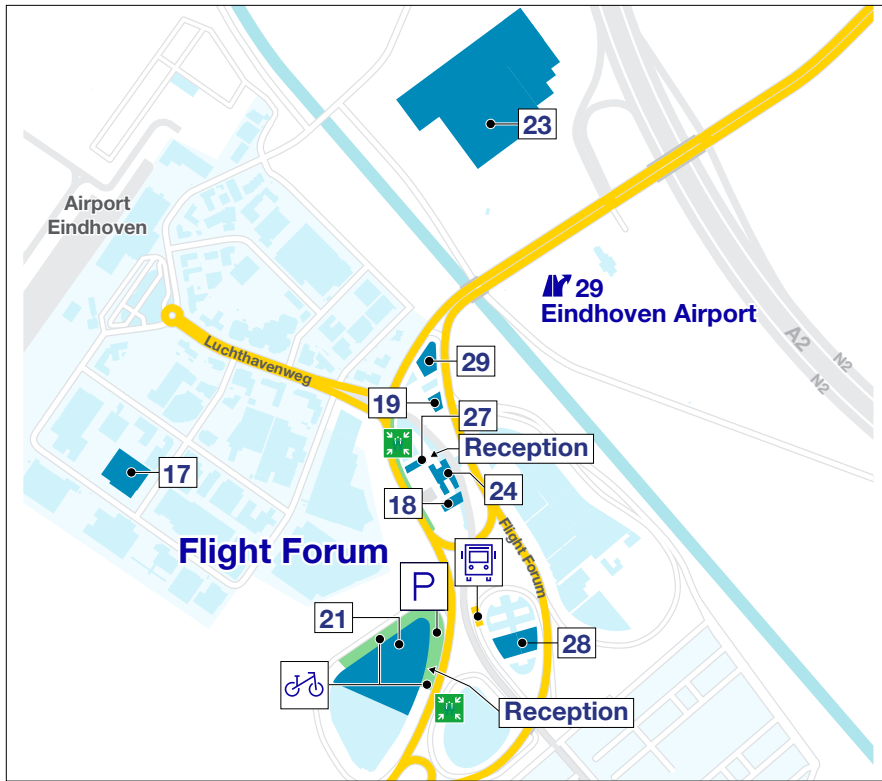 23
Airport
Eindhoven
29
Eindhoven Airport
A2
N2
N2
Luchthavenweg
29
19
27
Reception
17
24
18
Flight Forum
Flight Forum
P
21
28
Reception